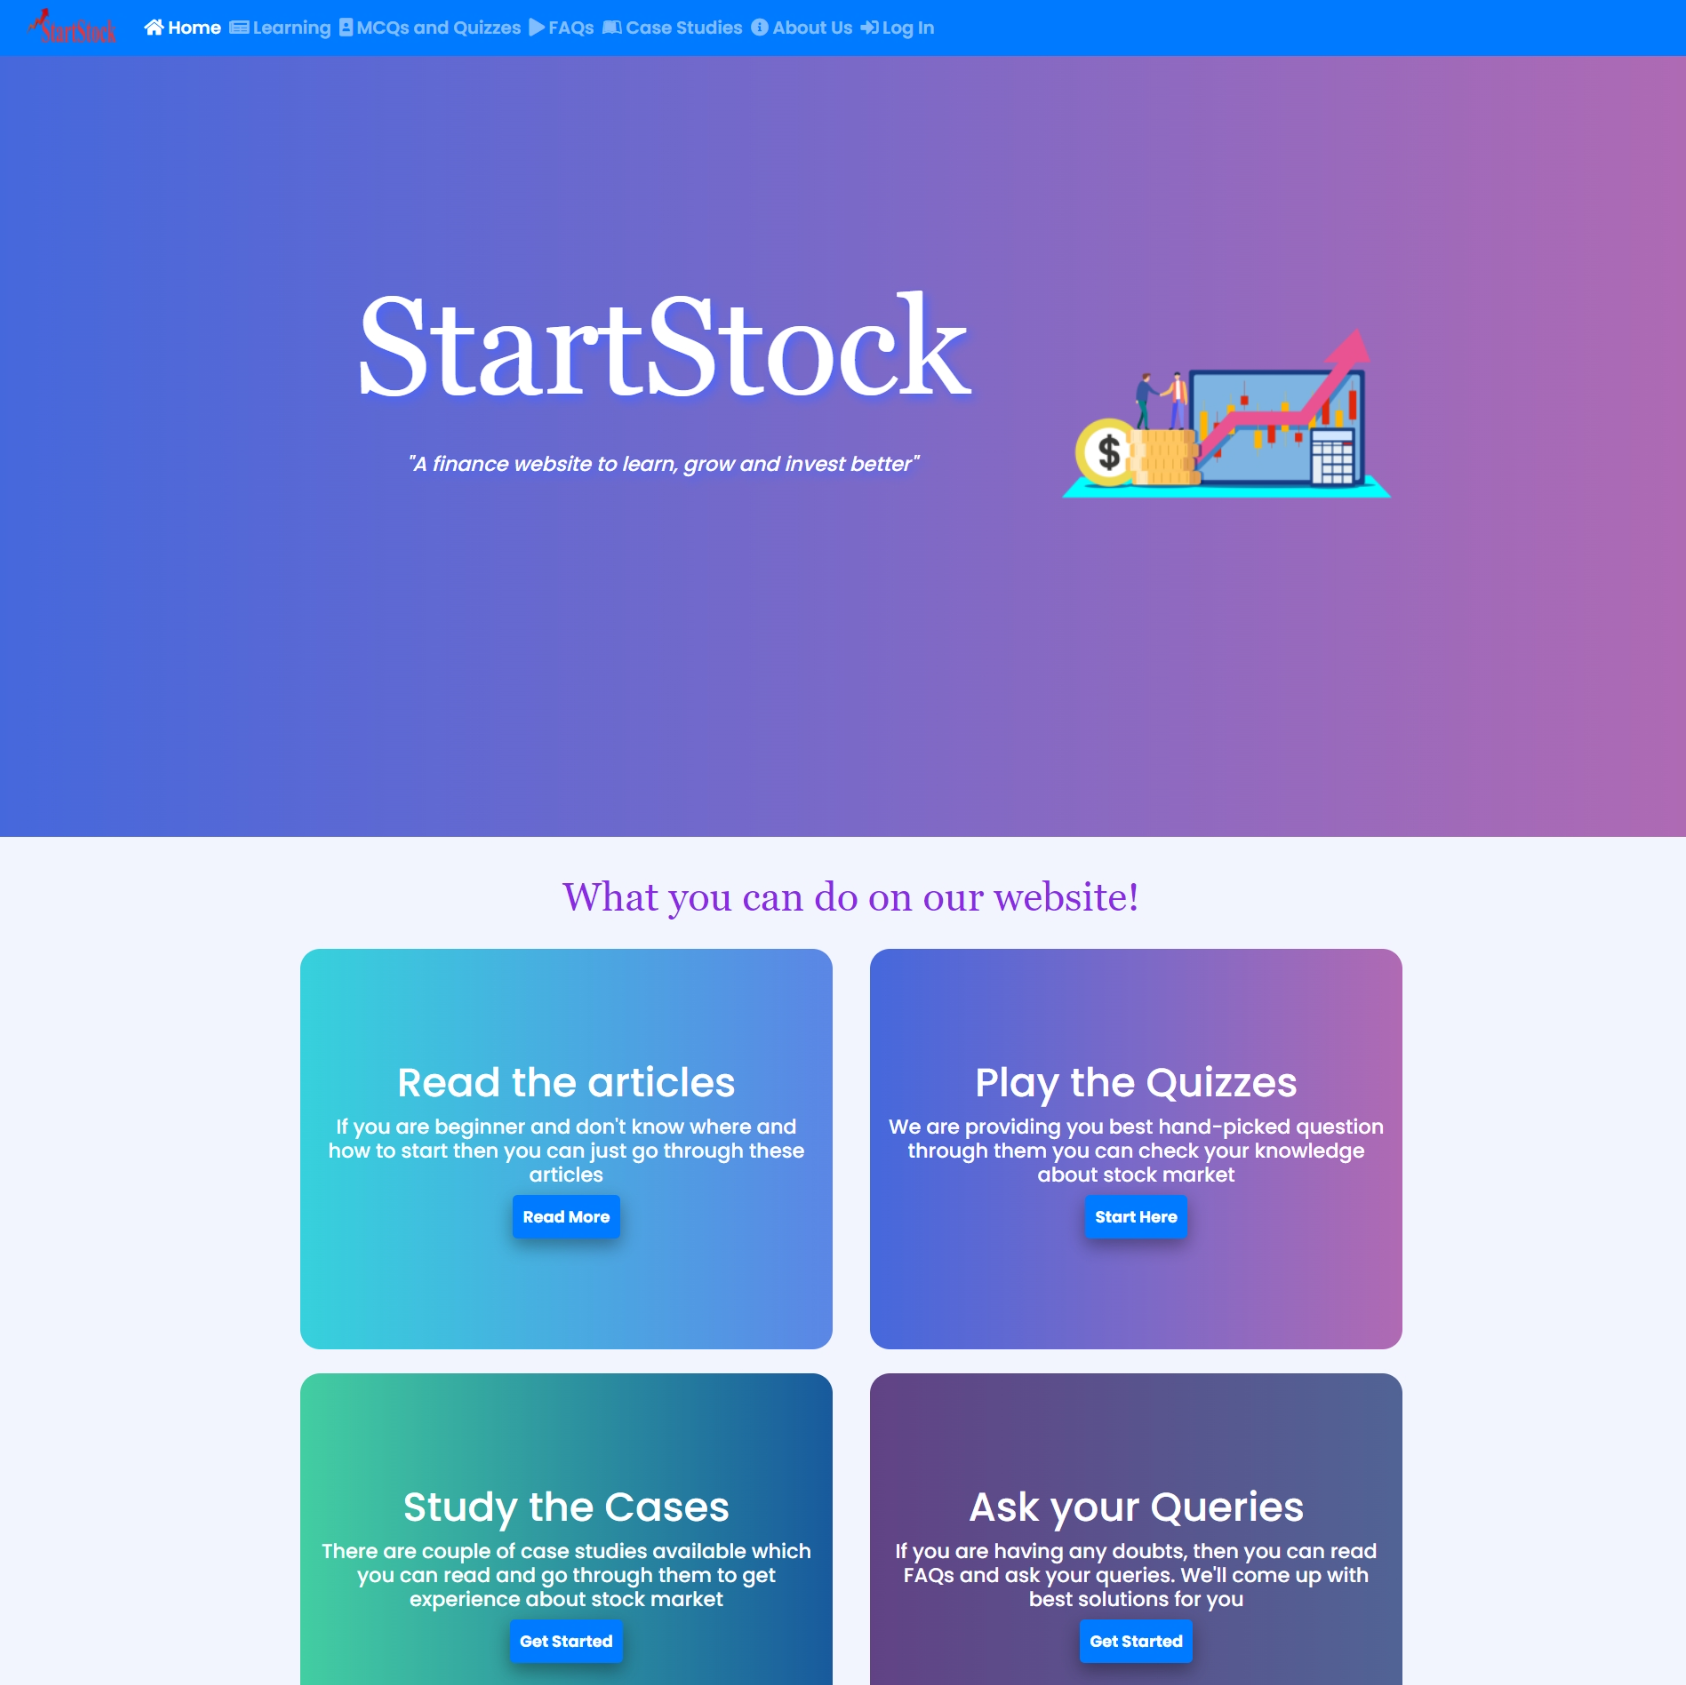 StartStock
Home Learning MCQs and Quizzes FAQs Case Studies About Us Log In
StartStock
"A finance website to learn, grow and invest better"
$
What you can do on our website!
Read the articles
If you are beginner and don't know where and
how to start then you can just go through these
articles
Read More
Play the Quizzes
We are providing you best hand-picked question
through them you can check your knowledge
about stock market
Start Here
Study the Cases
There are couple of case studies available which
you can read and go through them to get
experience about stock market
Get Started
Ask your Queries
If you are having any doubts, then you can read
FAQs and ask your queries. We'll come up with
best solutions for you
Get Started